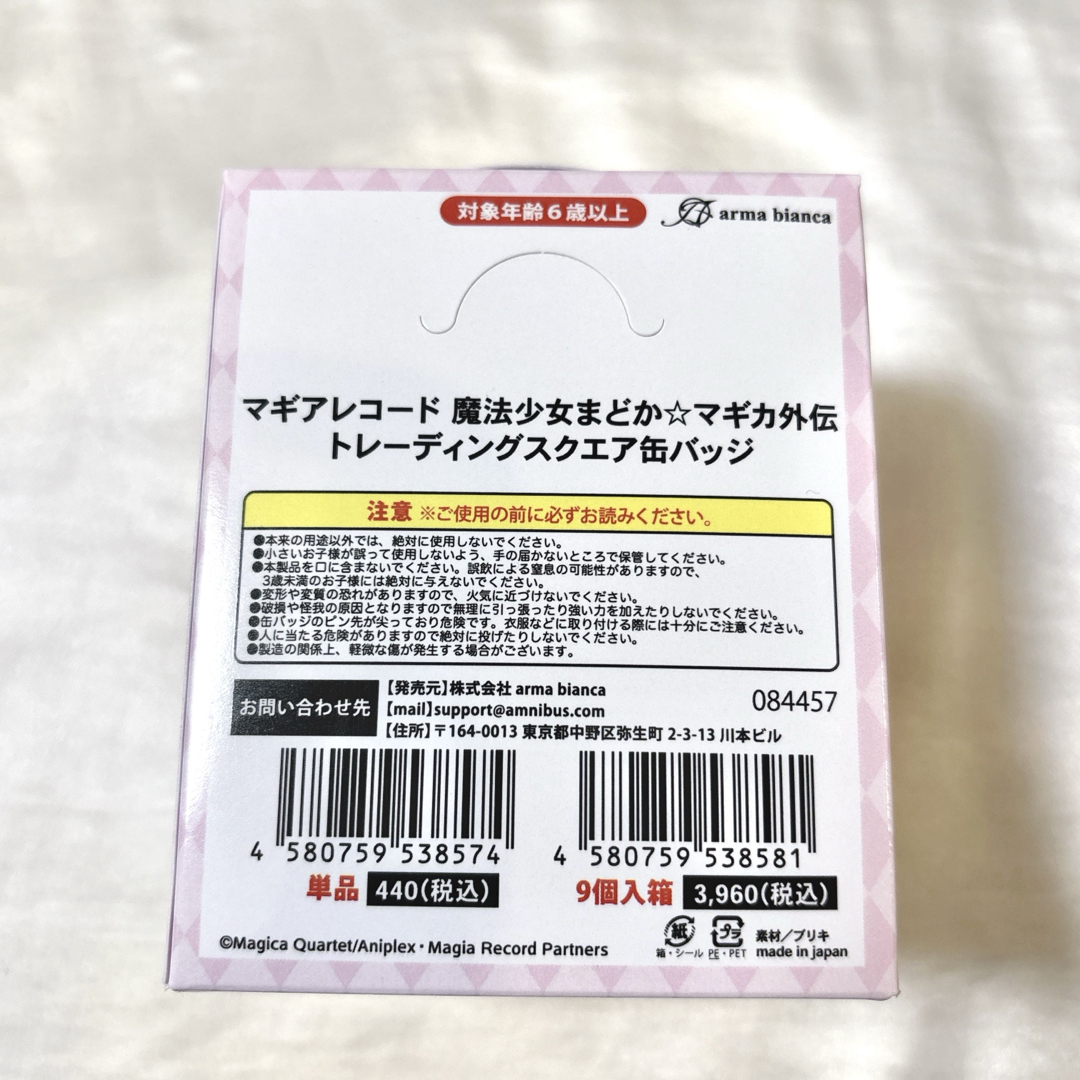 対象年齢6歳以上
arma bianca
マギアレコード 魔法少女まどか☆マギカ外伝
トレーディングスクエア缶バッジ
注意 ※ご使用の前に必ずお読みください。
●本来の用途以外では、絶対に使用しないでください。
●小さいお子様が誤って使用しないよう、手の届かないところで保管してください。
●本製品を口に含まないでください。誤飲による窒息の可能性がありますので、
3歳未満のお子様には絶対に与えないでください。
●変形や変質の恐れがありますので、火気に近づけないでください。
●破損や怪我の原因となりますので無理に引っ張ったり強い力を加えたりしないでください。
●缶バッジのピン先が尖っており危険です。衣服などに取り付ける際には十分にご注意ください。
●人に当たる危険がありますので絶対に投げたりしないでください。
●製造の関係上、軽微な傷が発生する場合がございます。
お問い合わせ先
【発売元】株式会社 arma bianca
【mail】support@amnibus.com
【住所】〒164-0013 東京都中野区弥生町 2-3-13 川本ビル
084457
4 580759 538574
4 580759 538581
単品 440(税込)
9個入箱 3,960(税込)
©Magica Quartet/Aniplex・Magia Record Partners
紙
箱・シール
プラ
PE・PET
素材/ブリキ
made in japan